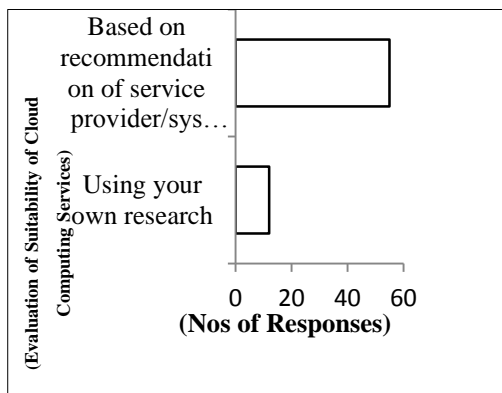 (Evaluation of Suitability of Cloud
Computing Services)
Based on
recommendati
on of service
provider/sys…
Using your
own research
0 20 40 60
(Nos of Responses)